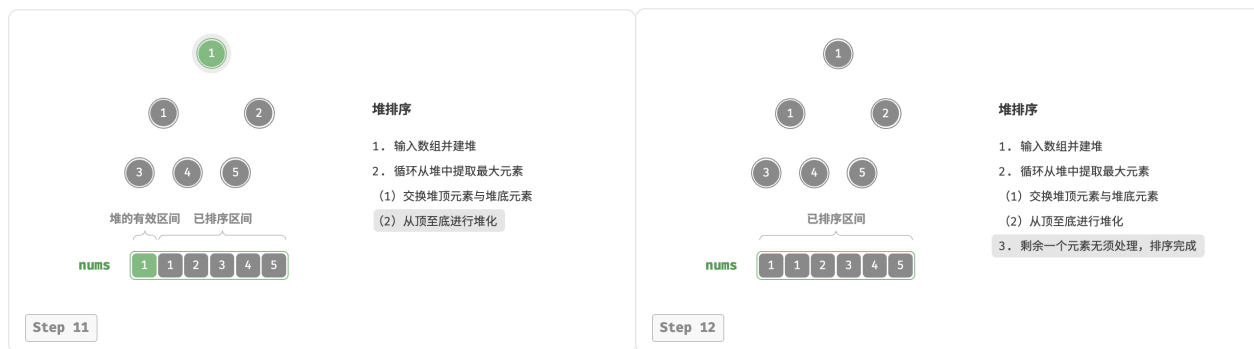 1
1 2
3 4 5
堆的有效区间 已排序区间
nums 1 1 2 3 4 5
堆排序
1. 输入数组并建堆
2. 循环从堆中提取最大元素
（1）交换堆顶元素与堆底元素
（2）从顶至底进行堆化
Step 11
1
1 2
3 4 5
已排序区间
nums 1 1 2 3 4 5
堆排序
1. 输入数组并建堆
2. 循环从堆中提取最大元素
（1）交换堆顶元素与堆底元素
（2）从顶至底进行堆化
3. 剩余一个元素无须处理，排序完成
Step 12